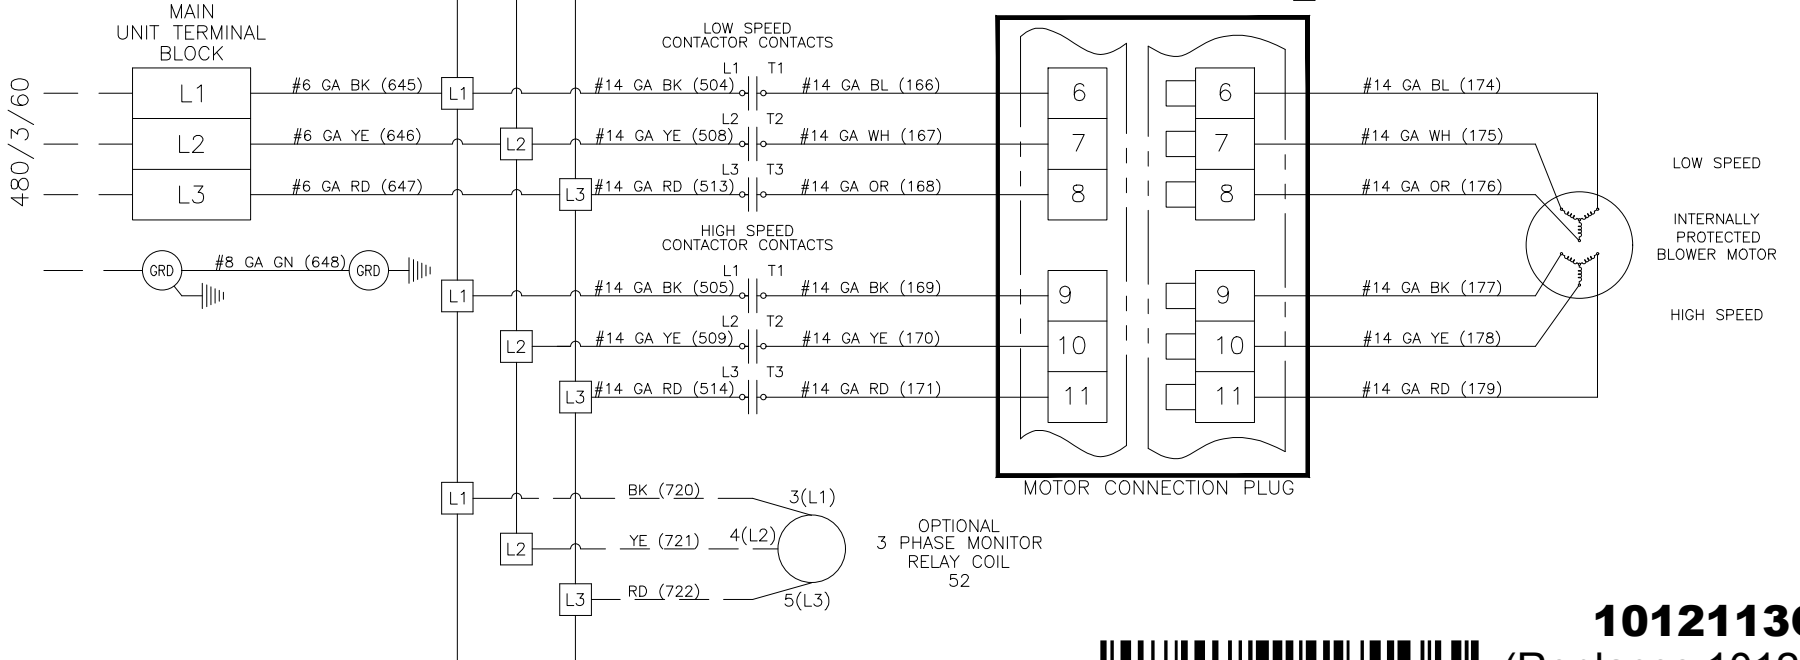 MAIN
UNIT TERMINAL
BLOCK
480/3/60
L1
L2
L3
#6 GA BK (645)
#6 GA YE (646)
#6 GA RD (647)
GRD
#8 GA GN (648)
GRD
L1
L2
L3
LOW SPEED
CONTACTOR CONTACTS
#14 GA BK (504)
L1
T1
#14 GA BL (166)
#14 GA YE (508)
L2
T2
#14 GA WH (167)
#14 GA RD (513)
L3
T3
#14 GA OR (168)
HIGH SPEED
CONTACTOR CONTACTS
L1
L2
L3
#14 GA BK (505)
L1
T1
#14 GA BK (169)
#14 GA YE (509)
L2
T2
#14 GA YE (170)
#14 GA RD (514)
L3
T3
#14 GA RD (171)
6
7
8
9
10
11
6
7
8
9
10
11
MOTOR CONNECTION PLUG
#14 GA BL (174)
#14 GA WH (175)
#14 GA OR (176)
#14 GA BK (177)
#14 GA YE (178)
#14 GA RD (179)
LOW SPEED
INTERNALLY
PROTECTED
BLOWER MOTOR
HIGH SPEED
L1
L2
L3
BK (720)
YE (721)
RD (722)
3(L1)
4(L2)
5(L3)
OPTIONAL
3 PHASE MONITOR
RELAY COIL
52
1012113